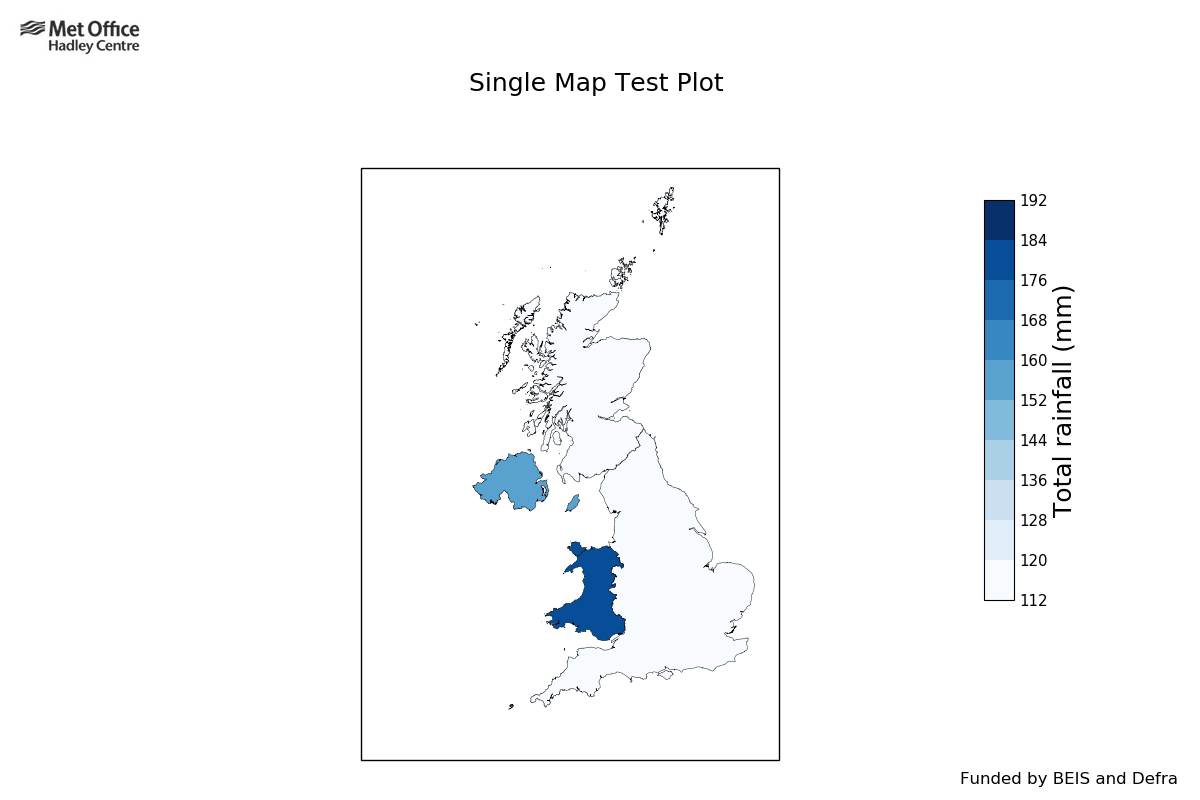 Met Office
Hadley Centre
Single Map Test Plot
192
184
176
168
160
152
144
136
128
120
112
Total rainfall (mm)
Funded by BEIS and Defra